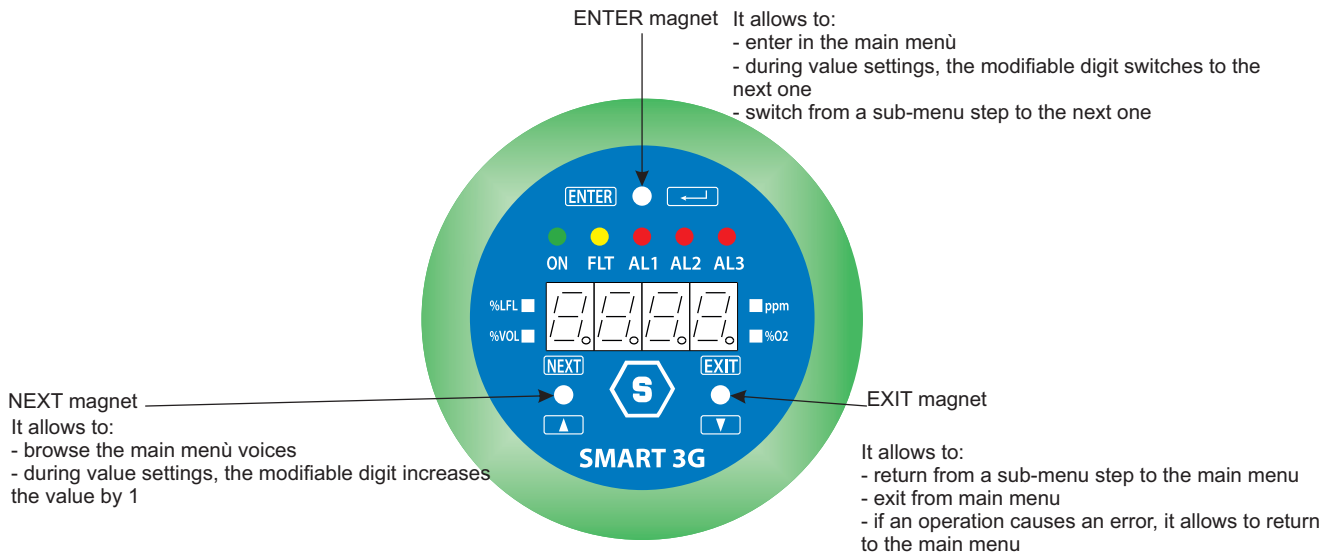 ENTER magnet
It allows to:
- enter in the main menù
- during value settings, the modifiable digit switches to the
next one
- switch from a sub-menu step to the next one
ENTER
ON FLT AL1 AL2 AL3
%LFL
ppm
%VOL
%O2
NEXT
EXIT
S
SMART 3G
NEXT magnet
It allows to:
- browse the main menù voices
- during value settings, the modifiable digit increases
the value by 1
EXIT magnet
It allows to:
- return from a sub-menu step to the main menu
- exit from main menu
- if an operation causes an error, it allows to return
to the main menu